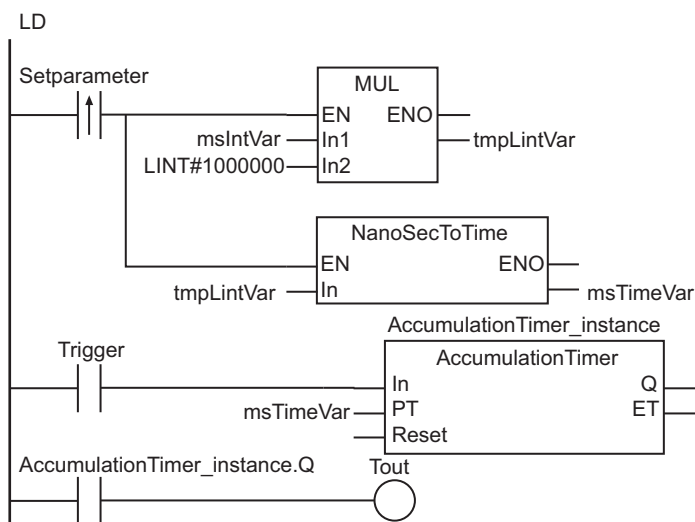 LD
Setparameter
MUL
EN ENO
msIntVar In1 tmpLintVar
LINT#1000000 In2
NanoSecToTime
EN ENO
tmpLintVar In msTimeVar
AccumulationTimer_instance
Trigger AccumulationTimer
In Q
msTimeVar PT ET
Reset
AccumulationTimer_instance.Q Tout